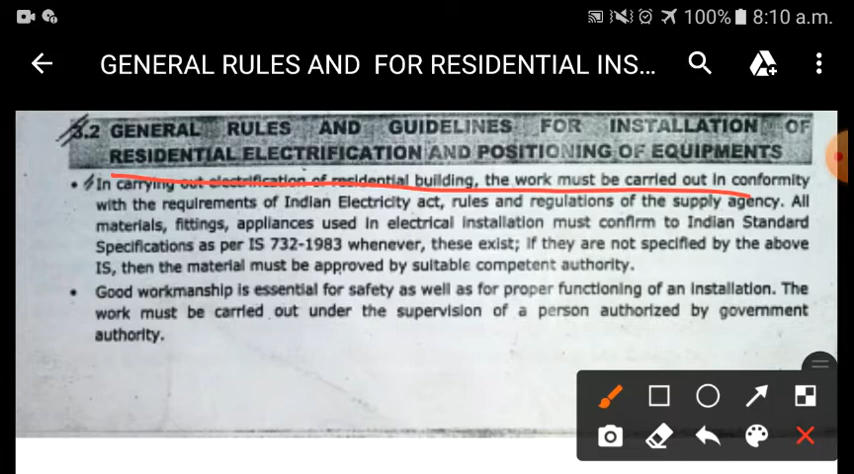 100% 8:10 a.m.
GENERAL RULES AND FOR RESIDENTIAL INS...
3.2 GENERAL RULES AND GUIDELINES FOR INSTALLATION OF
RESIDENTIAL ELECTRIFICATION AND POSITIONING OF EQUIPMENTS
• In carrying out electrification of residential building, the work must be carried out in conformity
with the requirements of Indian Electricity act, rules and regulations of the supply agency. All
materials, fittings, appliances used in electrical installation must confirm to Indian Standard
Specifications as per IS 732-1983 whenever, these exist; if they are not specified by the above
IS, then the material must be approved by suitable competent authority.
• Good workmanship is essential for safety as well as for proper functioning of an installation. The
work must be carried out under the supervision of a person authorized by government
authority.